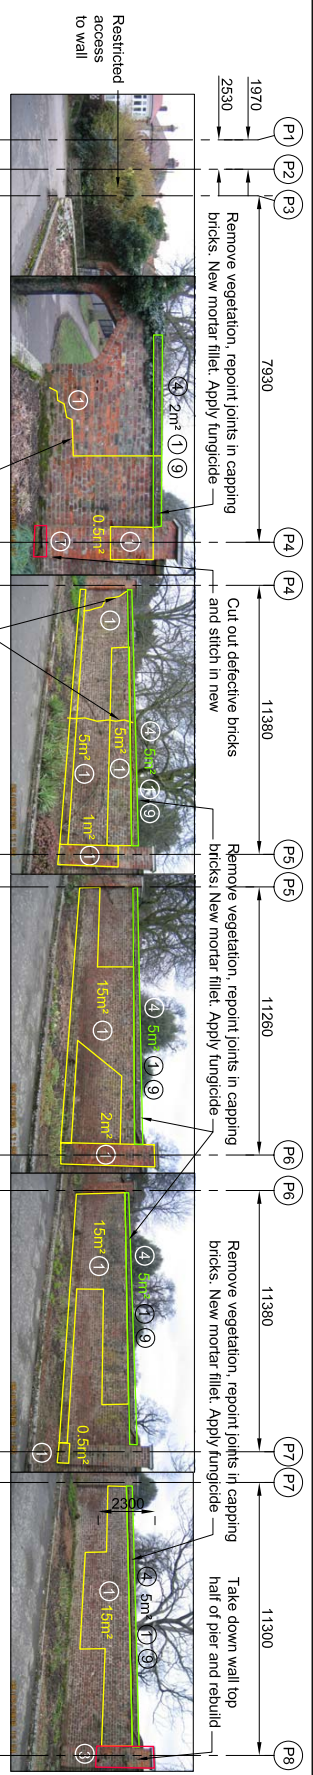 P1
P2
P3
P4
P4
P5
P5
P6
P6
P7
P7
P8
1970
2530
7930
11380
11260
11380
11300
Restricted
access
to wall
Remove vegetation, repoint joints in capping
bricks. New mortar fillet. Apply fungicide
Cut out defective bricks
and stitch in new
Remove vegetation, repoint joints in capping
bricks. New mortar fillet. Apply fungicide
Remove vegetation, repoint joints in capping
bricks. New mortar fillet. Apply fungicide
Take down wall top
half of pier and rebuild
4 2m² 1 9
1
1
0.5m²
7
4 5m² 1 9
1
5m² 1
5m² 1
1m² 1
4 5m² 1 9
15m² 1
2m² 1
4 5m² 1 9
15m² 1
0.5m² 1
2300
4 5m² 1 9
1 15m²
3